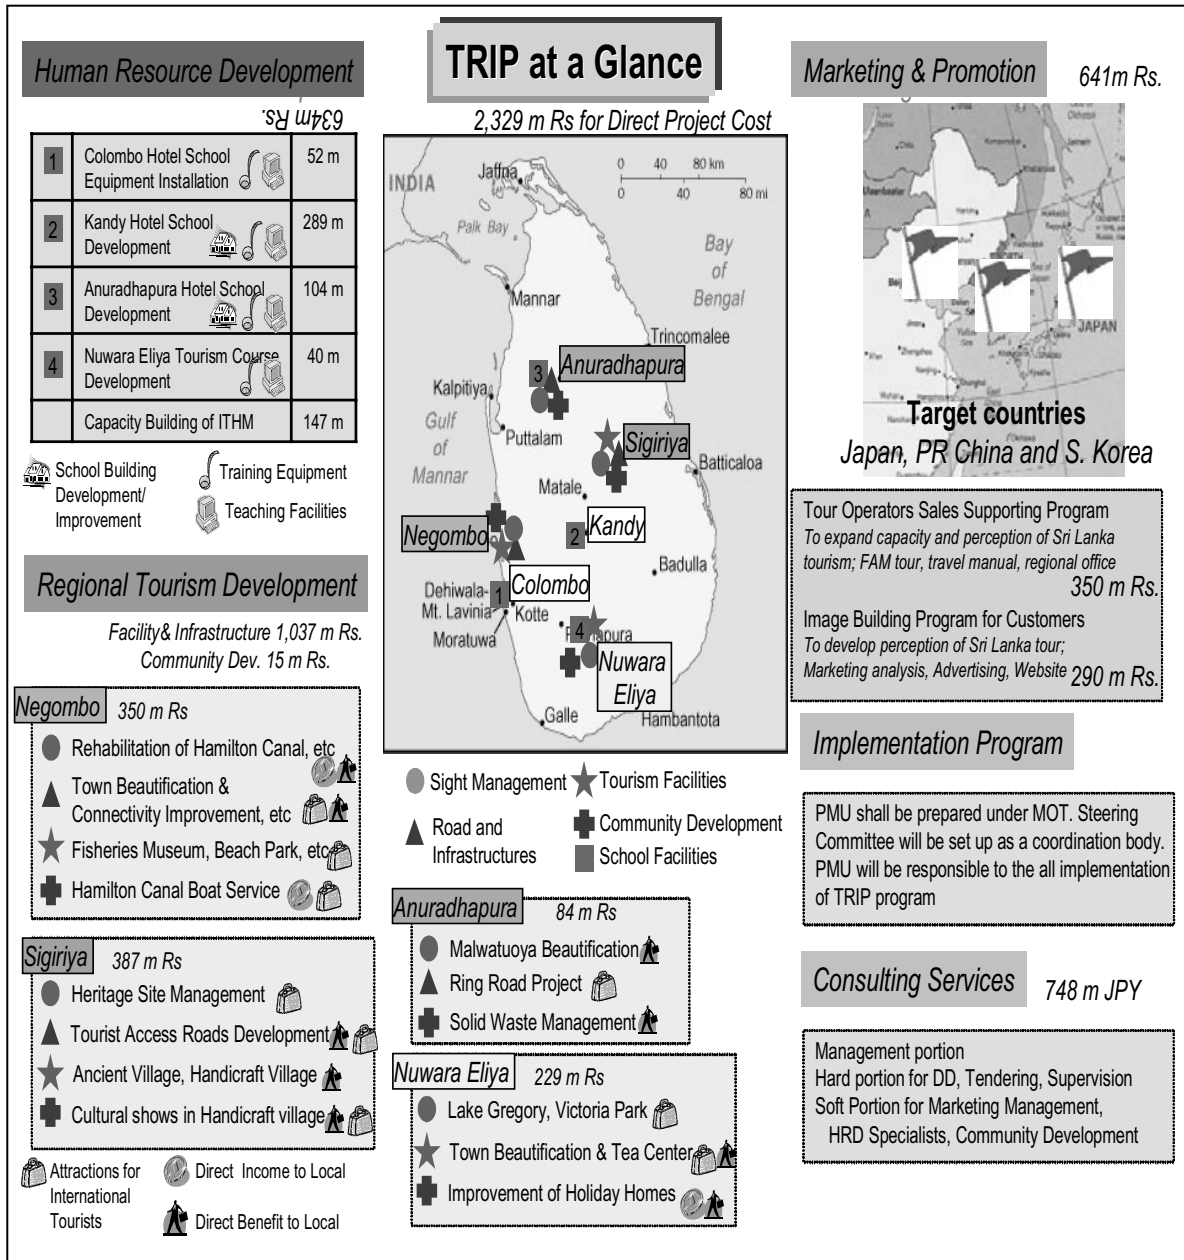 TRIP at a Glance
2,329 m Rs for Direct Project Cost
Human Resource Development
634m Rs.
1 Colombo Hotel School Equipment Installation 52 m
2 Kandy Hotel School Development 289 m
3 Anuradhapura Hotel School Development 104 m
4 Nuwara Eliya Tourism Course Development 40 m
Capacity Building of ITHM 147 m
School Building
Development/
Improvement
Training Equipment
Teaching Facilities
Regional Tourism Development
Facility& Infrastructure 1,037 m Rs.
Community Dev. 15 m Rs.
Negombo 350 m Rs
Rehabilitation of Hamilton Canal, etc
Town Beautification &
Connectivity Improvement, etc
Fisheries Museum, Beach Park, etc
Hamilton Canal Boat Service
Sigiriya 387 m Rs
Heritage Site Management
Tourist Access Roads Development
Ancient Village, Handicraft Village
Cultural shows in Handicraft village
Attractions for
International
Tourists
Direct Income to Local
Direct Benefit to Local
INDIA
Jaffna
0 40 80 km
0 40 80 mi
Palk Bay
Bay
of
Bengal
Mannar
Trincomalee
3
Anuradhapura
Kalpitiya
Gulf
of
Mannar
Puttalam
Sigiriya
Batticaloa
Matale
Negombo
2
Kandy
Badulla
Colombo
Dehiwala-
Mt. Lavinia
1
Kotte
Moratuwa
4
Nuwara
Eliya
Galle
Hambantota
Sight Management
Tourism Facilities
Road and
Infrastructures
Community Development
School Facilities
Anuradhapura 84 m Rs
Malwatuoya Beautification
Ring Road Project
Solid Waste Management
Nuwara Eliya 229 m Rs
Lake Gregory, Victoria Park
Town Beautification & Tea Center
Improvement of Holiday Homes
Marketing & Promotion 641m Rs.
JAPAN
Target countries
Japan, PR China and S. Korea
Tour Operators Sales Supporting Program
To expand capacity and perception of Sri Lanka
tourism; FAM tour, travel manual, regional office
350 m Rs.
Image Building Program for Customers
To develop perception of Sri Lanka tour;
Marketing analysis, Adverting, Website 290 m Rs.
Implementation Program
PMU shall be prepared under MOT. Steering
Committee will be set up as a coordination body.
PMU will be responsible to the all implementation
of TRIP program
Consulting Services 748 m JPY
Management portion
Hard portion for DD, Tendering, Supervision
Soft Portion for Marketing Management,
HRD Specialists, Community Development